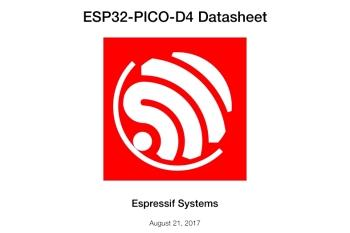 ESP32-PICO-D4 Datasheet
Espressif Systems
August 21, 2017